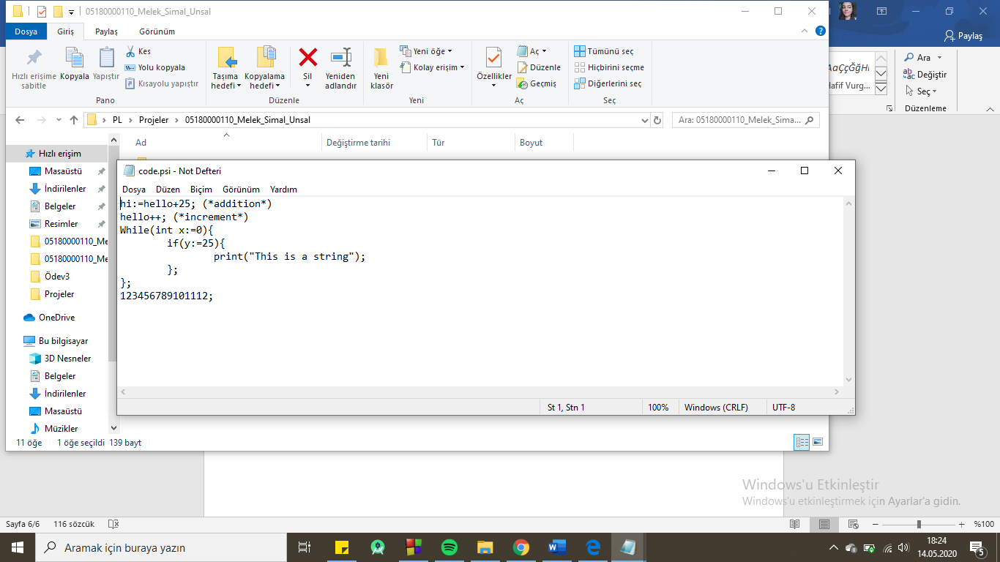 05180000110_Melek_Simal_Unsal
Dosya Giriş Paylaş Görünüm
Paylaş
Hızlı erişime sabitle
Kopyala
Yapıştır
Kes
Yolu kopyala
Kısayolu yapıştır
Pano
Taşıma hedefi
Kopyalama hedefi
Sil
Yeniden adlandır
Düzenle
Yeni klasör
Yeni öğe
Kolay erişim
Yeni
Özellikler
Aç
Düzenle
Geçmiş
Aç
Tümünü seç
Hiçbirini seçme
Diğerlerini seç
Seç
AaÇçĞğHl
Hafif Vurg...
Ara
Değiştir
Seç
Düzenleme
PL > Projeler > 05180000110_Melek_Simal_Unsal
Ara: 05180000110_Melek_Sima...
Ad Değiştirme tarihi Tür Boyut
Hızlı erişim
Masaüstü
İndirilenler
Belgeler
Resimler
05180000110_Me
05180000110_Me
Ödev3
Projeler
OneDrive
Bu bilgisayar
3D Nesneler
Belgeler
İndirilenler
Masaüstü
Müzikler
code.psi - Not Defteri
Dosya Düzen Biçim Görünüm Yardım
hi:=hello+25; (*addition*)
hello++; (*increment*)
While(int x:=0){
        if(y:=25){
                print("This is a string");
        };
};
123456789101112;
St 1, Stn 1 100% Windows (CRLF) UTF-8
11 öğe 1 öğe seçildi 139 bayt
Windows'u Etkinleştir
Windows'u etkinleştirmek için Ayarlar'a gidin.
Sayfa 6/6 116 sözcük
%100
Aramak için buraya yazın
18:24
14.05.2020
5